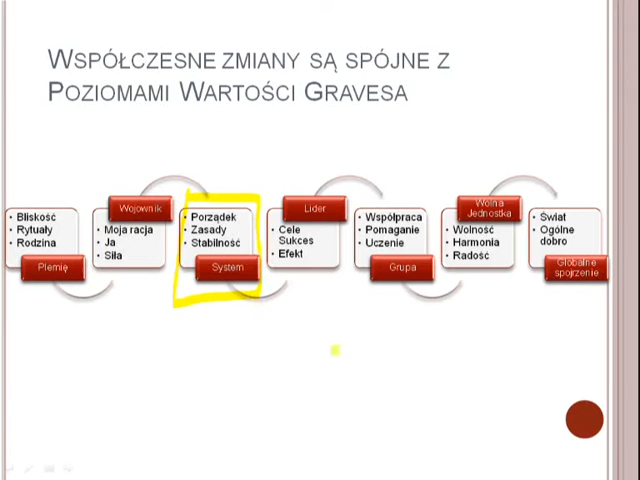 WSPÓŁCZESNE ZMIANY SĄ SPÓJNE Z
POZIOMAMI WARTOŚCI GRAVESA
• Bliskość
• Rytuały
• Rodzina
Plemię
Wojownik
• Moja racja
• Ja
• Siła
• Porządek
• Zasady
• Stabilność
System
Lider
• Cele
Sukces
• Efekt
• Współpraca
• Pomaganie
• Uczenie
Grupa
Wolna
Jednostka
• Wolność
• Harmonia
• Radość
• Świat
• Ogólne
dobro
Globalne
spojrzenie